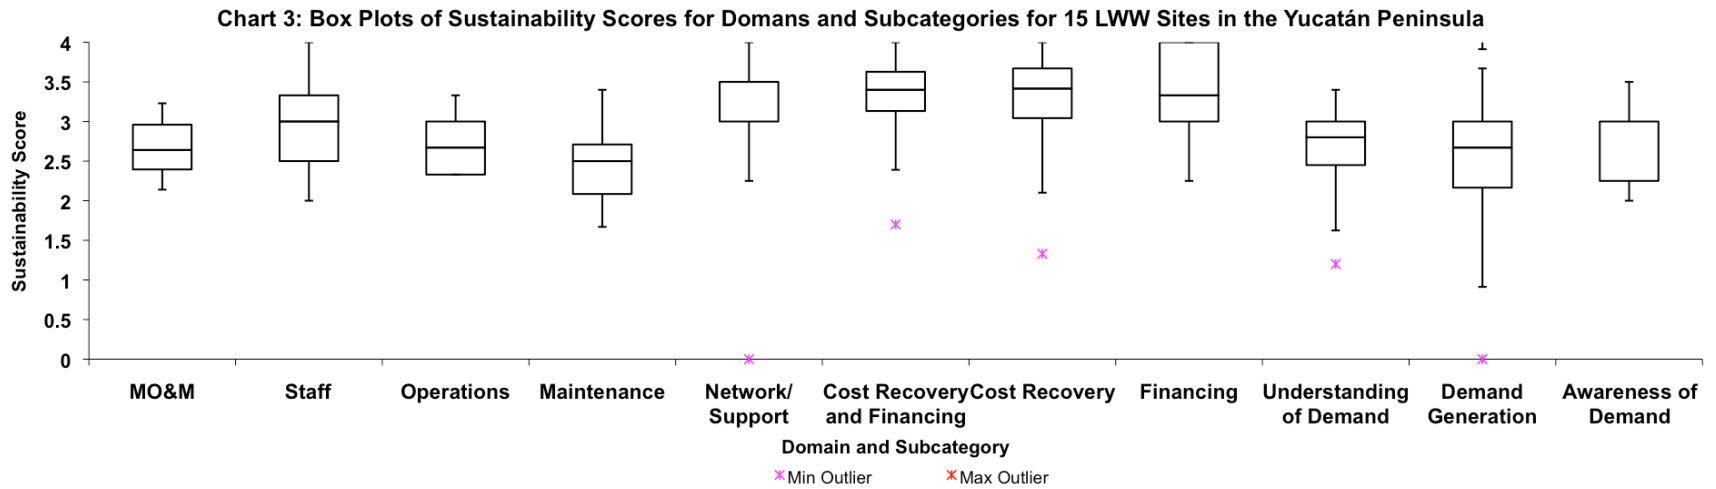 Chart 3: Box Plots of Sustainability Scores for Domans and Subcategories for 15 LWW Sites in the Yucatán Peninsula
4
3.5
3
2.5
2
1.5
1
0.5
0
Sustainability Score
MO&M
Staff
Operations
Maintenance
Network/
Support
Cost Recovery
and Financing
Cost Recovery
Financing
Understanding
of Demand
Demand
Generation
Awareness of
Demand
Domain and Subcategory
Min Outlier
Max Outlier